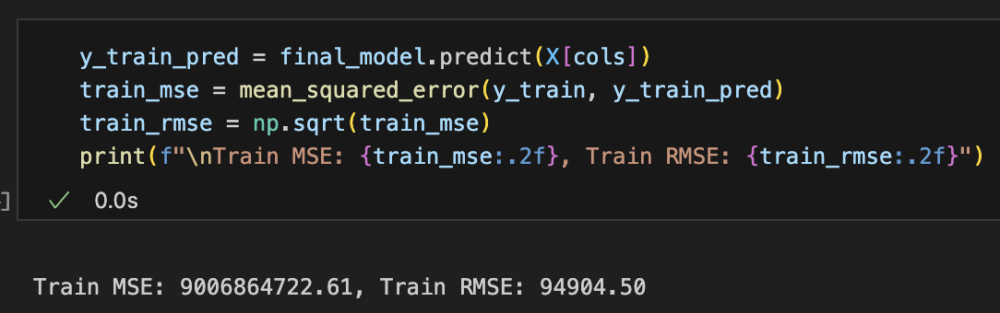 y_train_pred = final_model.predict(X[cols])
train_mse = mean_squared_error(y_train, y_train_pred)
train_rmse = np.sqrt(train_mse)
print(f"\nTrain MSE: {train_mse:.2f}, Train RMSE: {train_rmse:.2f}")
] ✓ 0.0s
Train MSE: 9006864722.61, Train RMSE: 94904.50